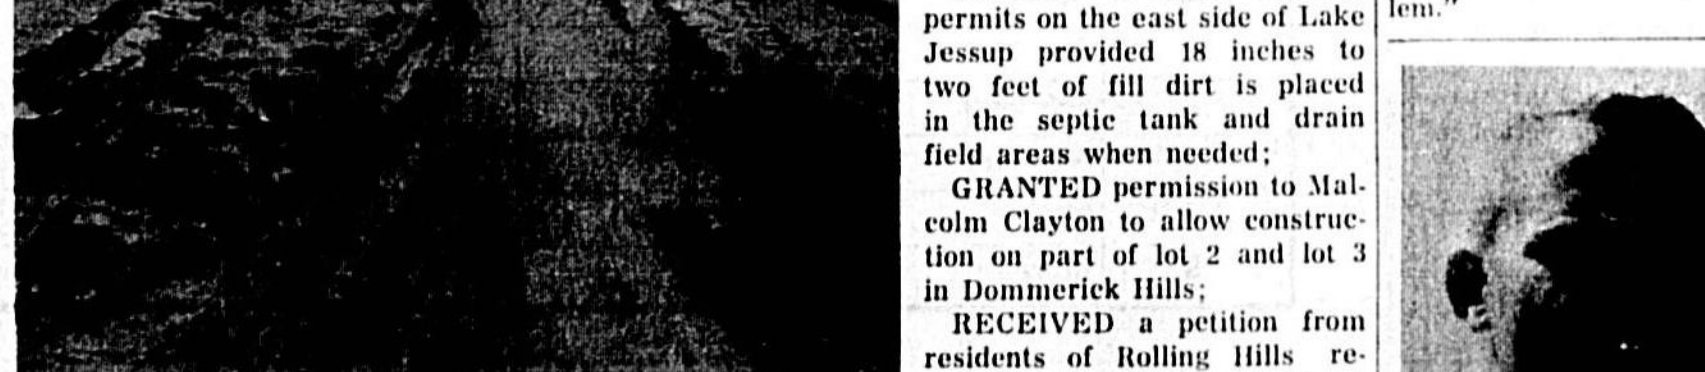 permits on the east side of Lake
Jessup provided 18 inches to
two feet of fill dirt is placed
in the septic tank and drain
field areas when needed;
GRANTED permission to Mal-
colm Clayton to allow construc-
tion on part of lot 2 and lot 3
in Dommerick Hills;
RECEIVED a petition from
residents of Rolling Hills re-
lem."